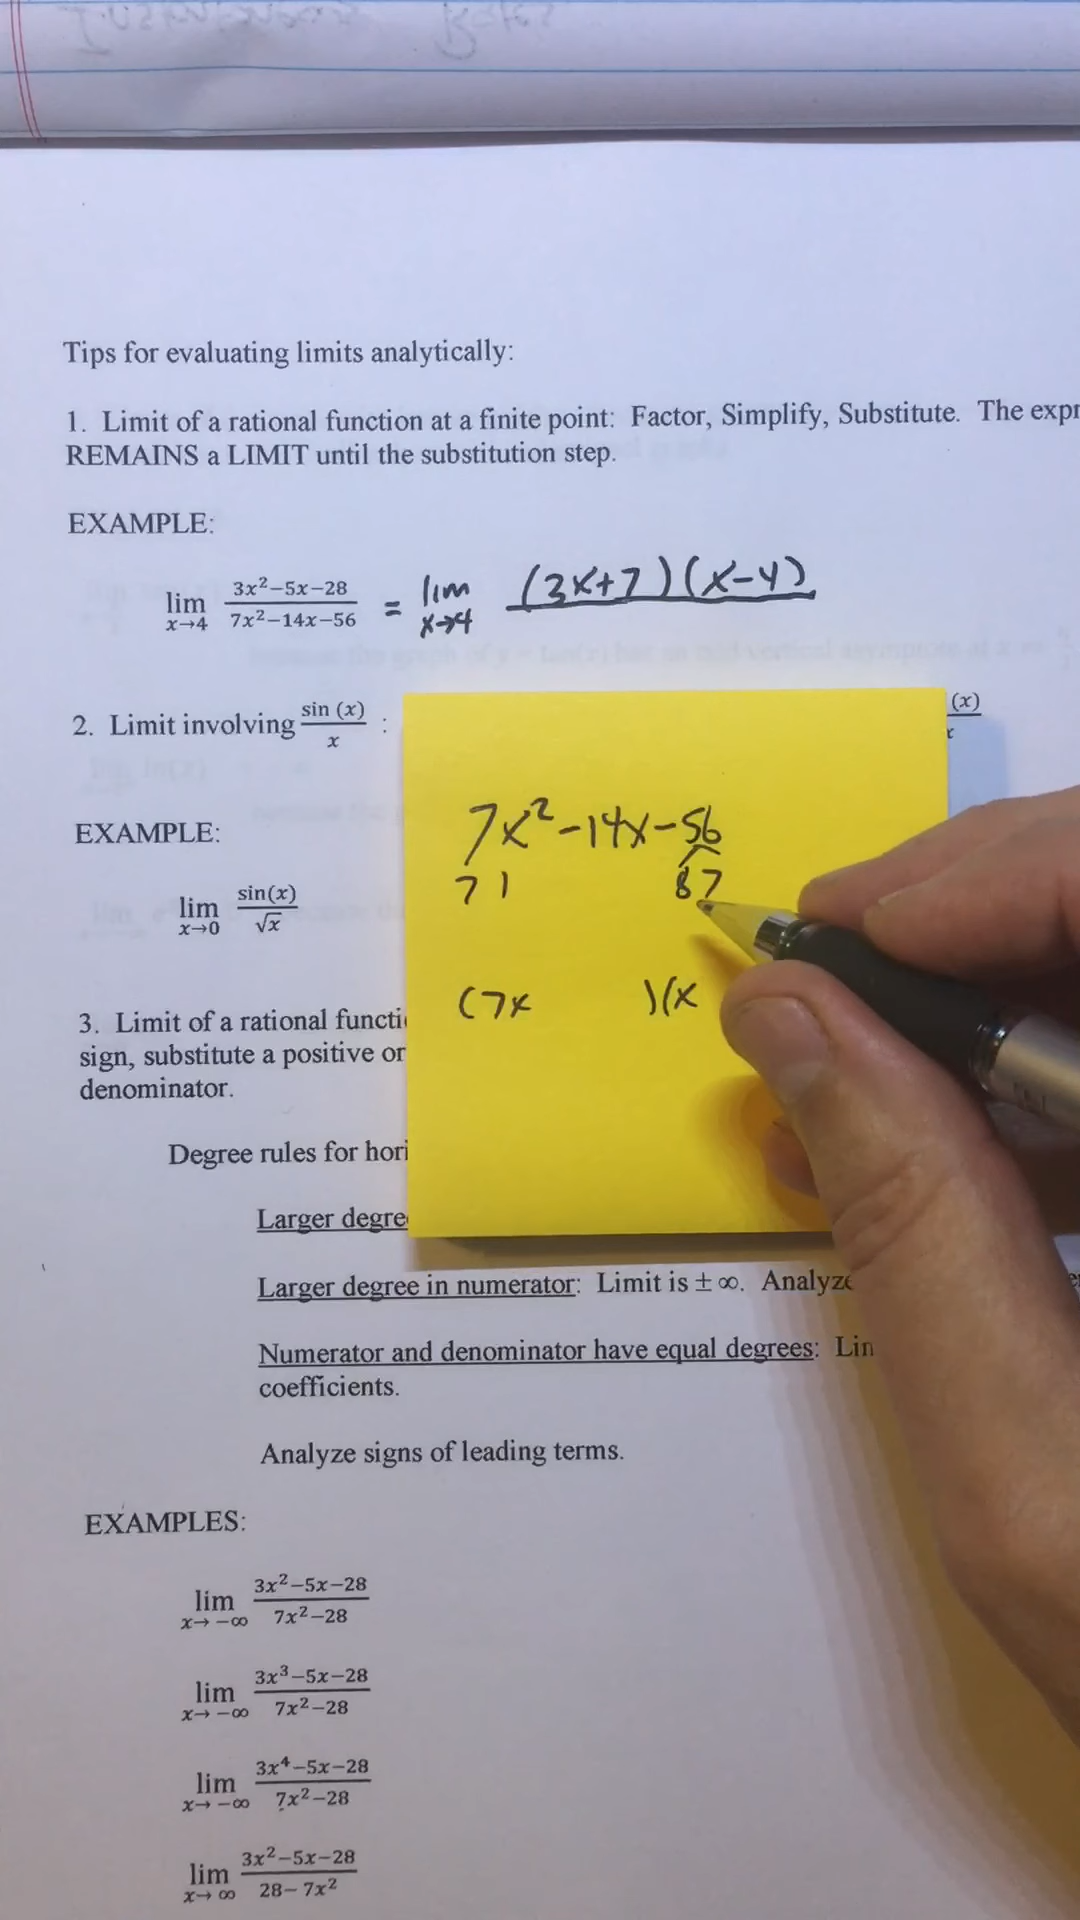 Tips for evaluating limits analytically:
1. Limit of a rational function at a finite point: Factor, Simplify, Substitute. The expr
REMAINS a LIMIT until the substitution step.
EXAMPLE:
lim x→4 3x²−5x−28 / 7x²−14x−56 = lim x→4 (3x+7)(x−4)
2. Limit involving sin (x) / x : (x)
7x²−14x−56
7 1 8 7
EXAMPLE:
lim x→0 sin(x) / √x
(7x )(x
3. Limit of a rational functi
sign, substitute a positive or
denominator.
Degree rules for hori
Larger degre
Larger degree in numerator: Limit is ± ∞. Analyze
Numerator and denominator have equal degrees: Lin
coefficients.
Analyze signs of leading terms.
EXAMPLES:
lim x→ −∞ 3x²−5x−28 / 7x²−28
lim x→ −∞ 3x³−5x−28 / 7x²−28
lim x→ −∞ 3x⁴−5x−28 / 7x²−28
lim x→ ∞ 3x²−5x−28 / 28− 7x²